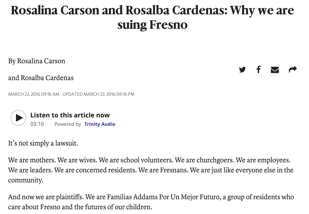 Rosalina Carson and Rosalba Cardenas: Why we are
suing Fresno
By Rosalina Carson
and Rosalba Cardenas
MARCH 23, 2016 09:16 AM UPDATED MARCH 23, 2016 04:16 PM
Listen to this article now
03:10 Powered by Trinity Audio
It's not simply a lawsuit.
We are mothers. We are wives. We are school volunteers. We are churchgoers. We are employees.
We are leaders. We are concerned residents. We are Fresnans. We are just like everyone else in the
community.
And now we are plaintiffs. We are Familias Addams Por Un Mejor Futuro, a group of residents who
care about Fresno and the futures of our children.